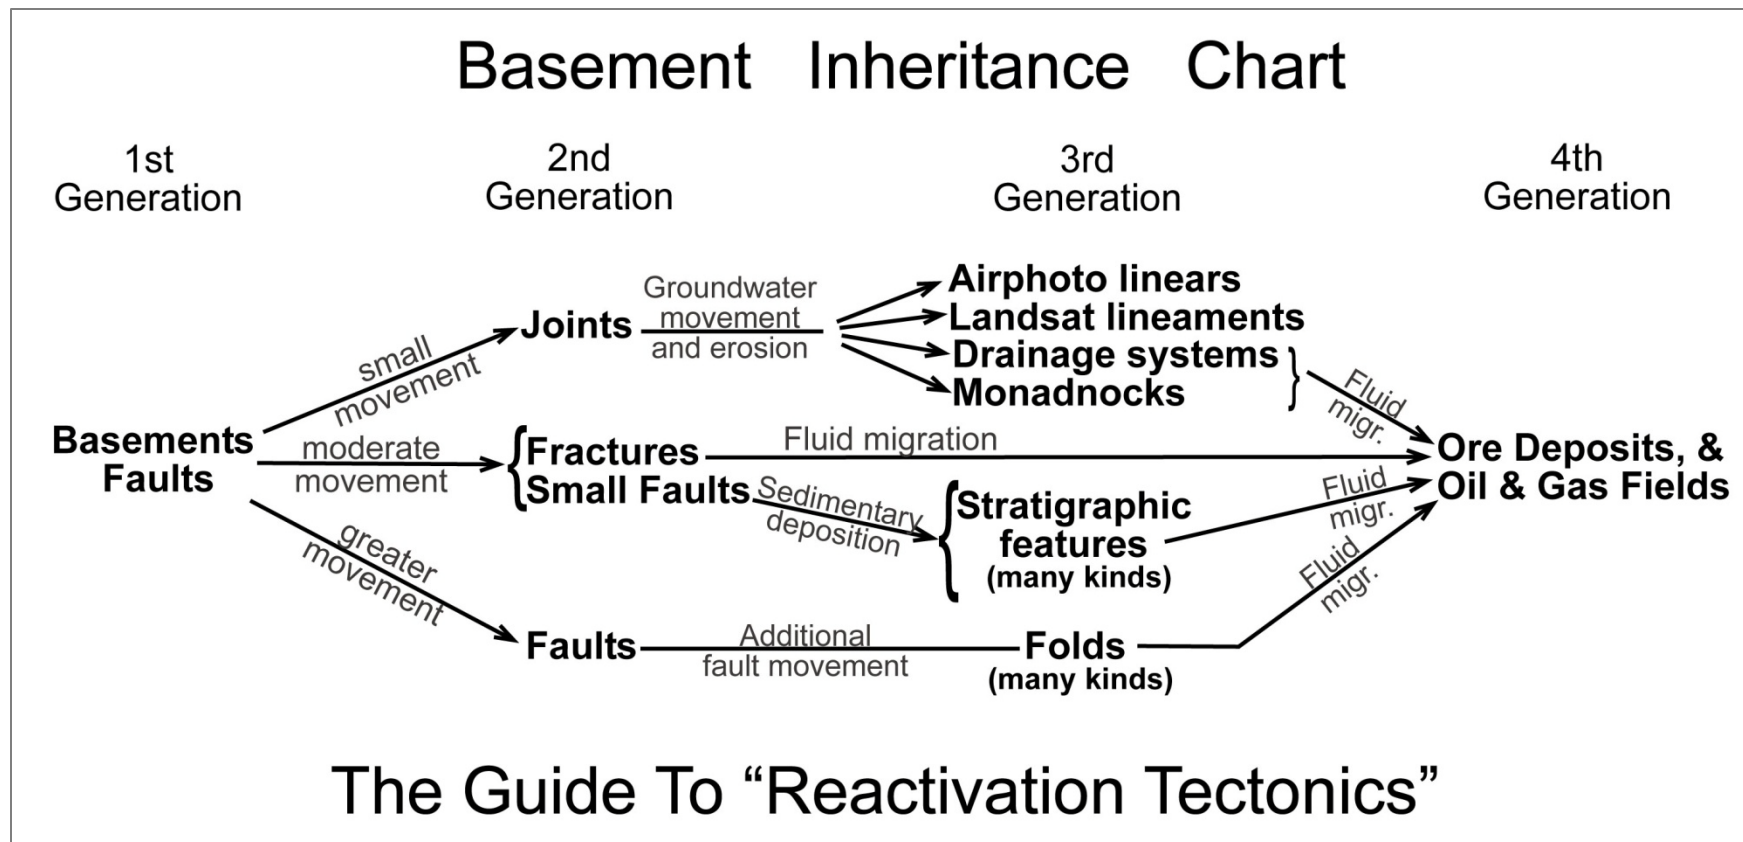 Basement Inheritance Chart
1st
Generation
2nd
Generation
3rd
Generation
4th
Generation
Basements
Faults
small
movement
moderate
movement
greater
movement
Joints
Groundwater
movement
and erosion
Airphoto linears
Landsat lineaments
Drainage systems
Monadnocks
Fluid
migr.
Fractures
Small Faults
Fluid migration
Sedimentary
deposition
Stratigraphic
features
(many kinds)
Fluid
migr.
Faults
Additional
fault movement
Folds
(many kinds)
Fluid
migr.
Ore Deposits, &
Oil & Gas Fields
The Guide To “Reactivation Tectonics”